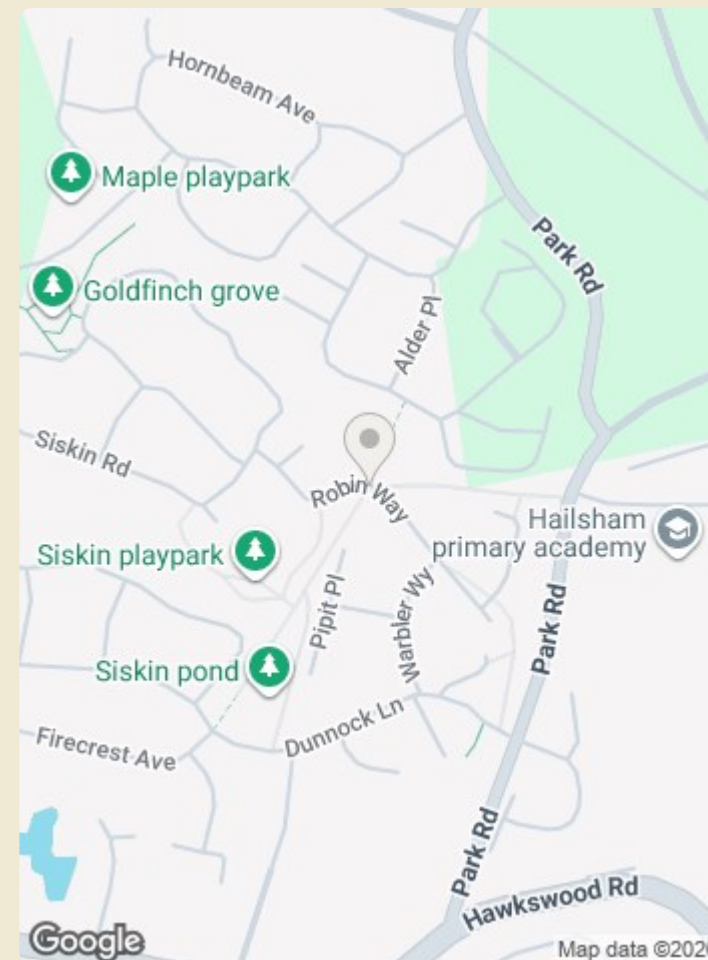 Hornbeam Ave
Maple playpark
Park Rd
Goldfinch grove
Alder Pl
Siskin Rd
Robin Way
Hailsham
primary academy
Siskin playpark
Pipit Pl
Warbler Wy
Park Rd
Siskin pond
Dunnock Ln
Firecrest Ave
Park Rd
Hawkswood Rd
Google
Map data ©202